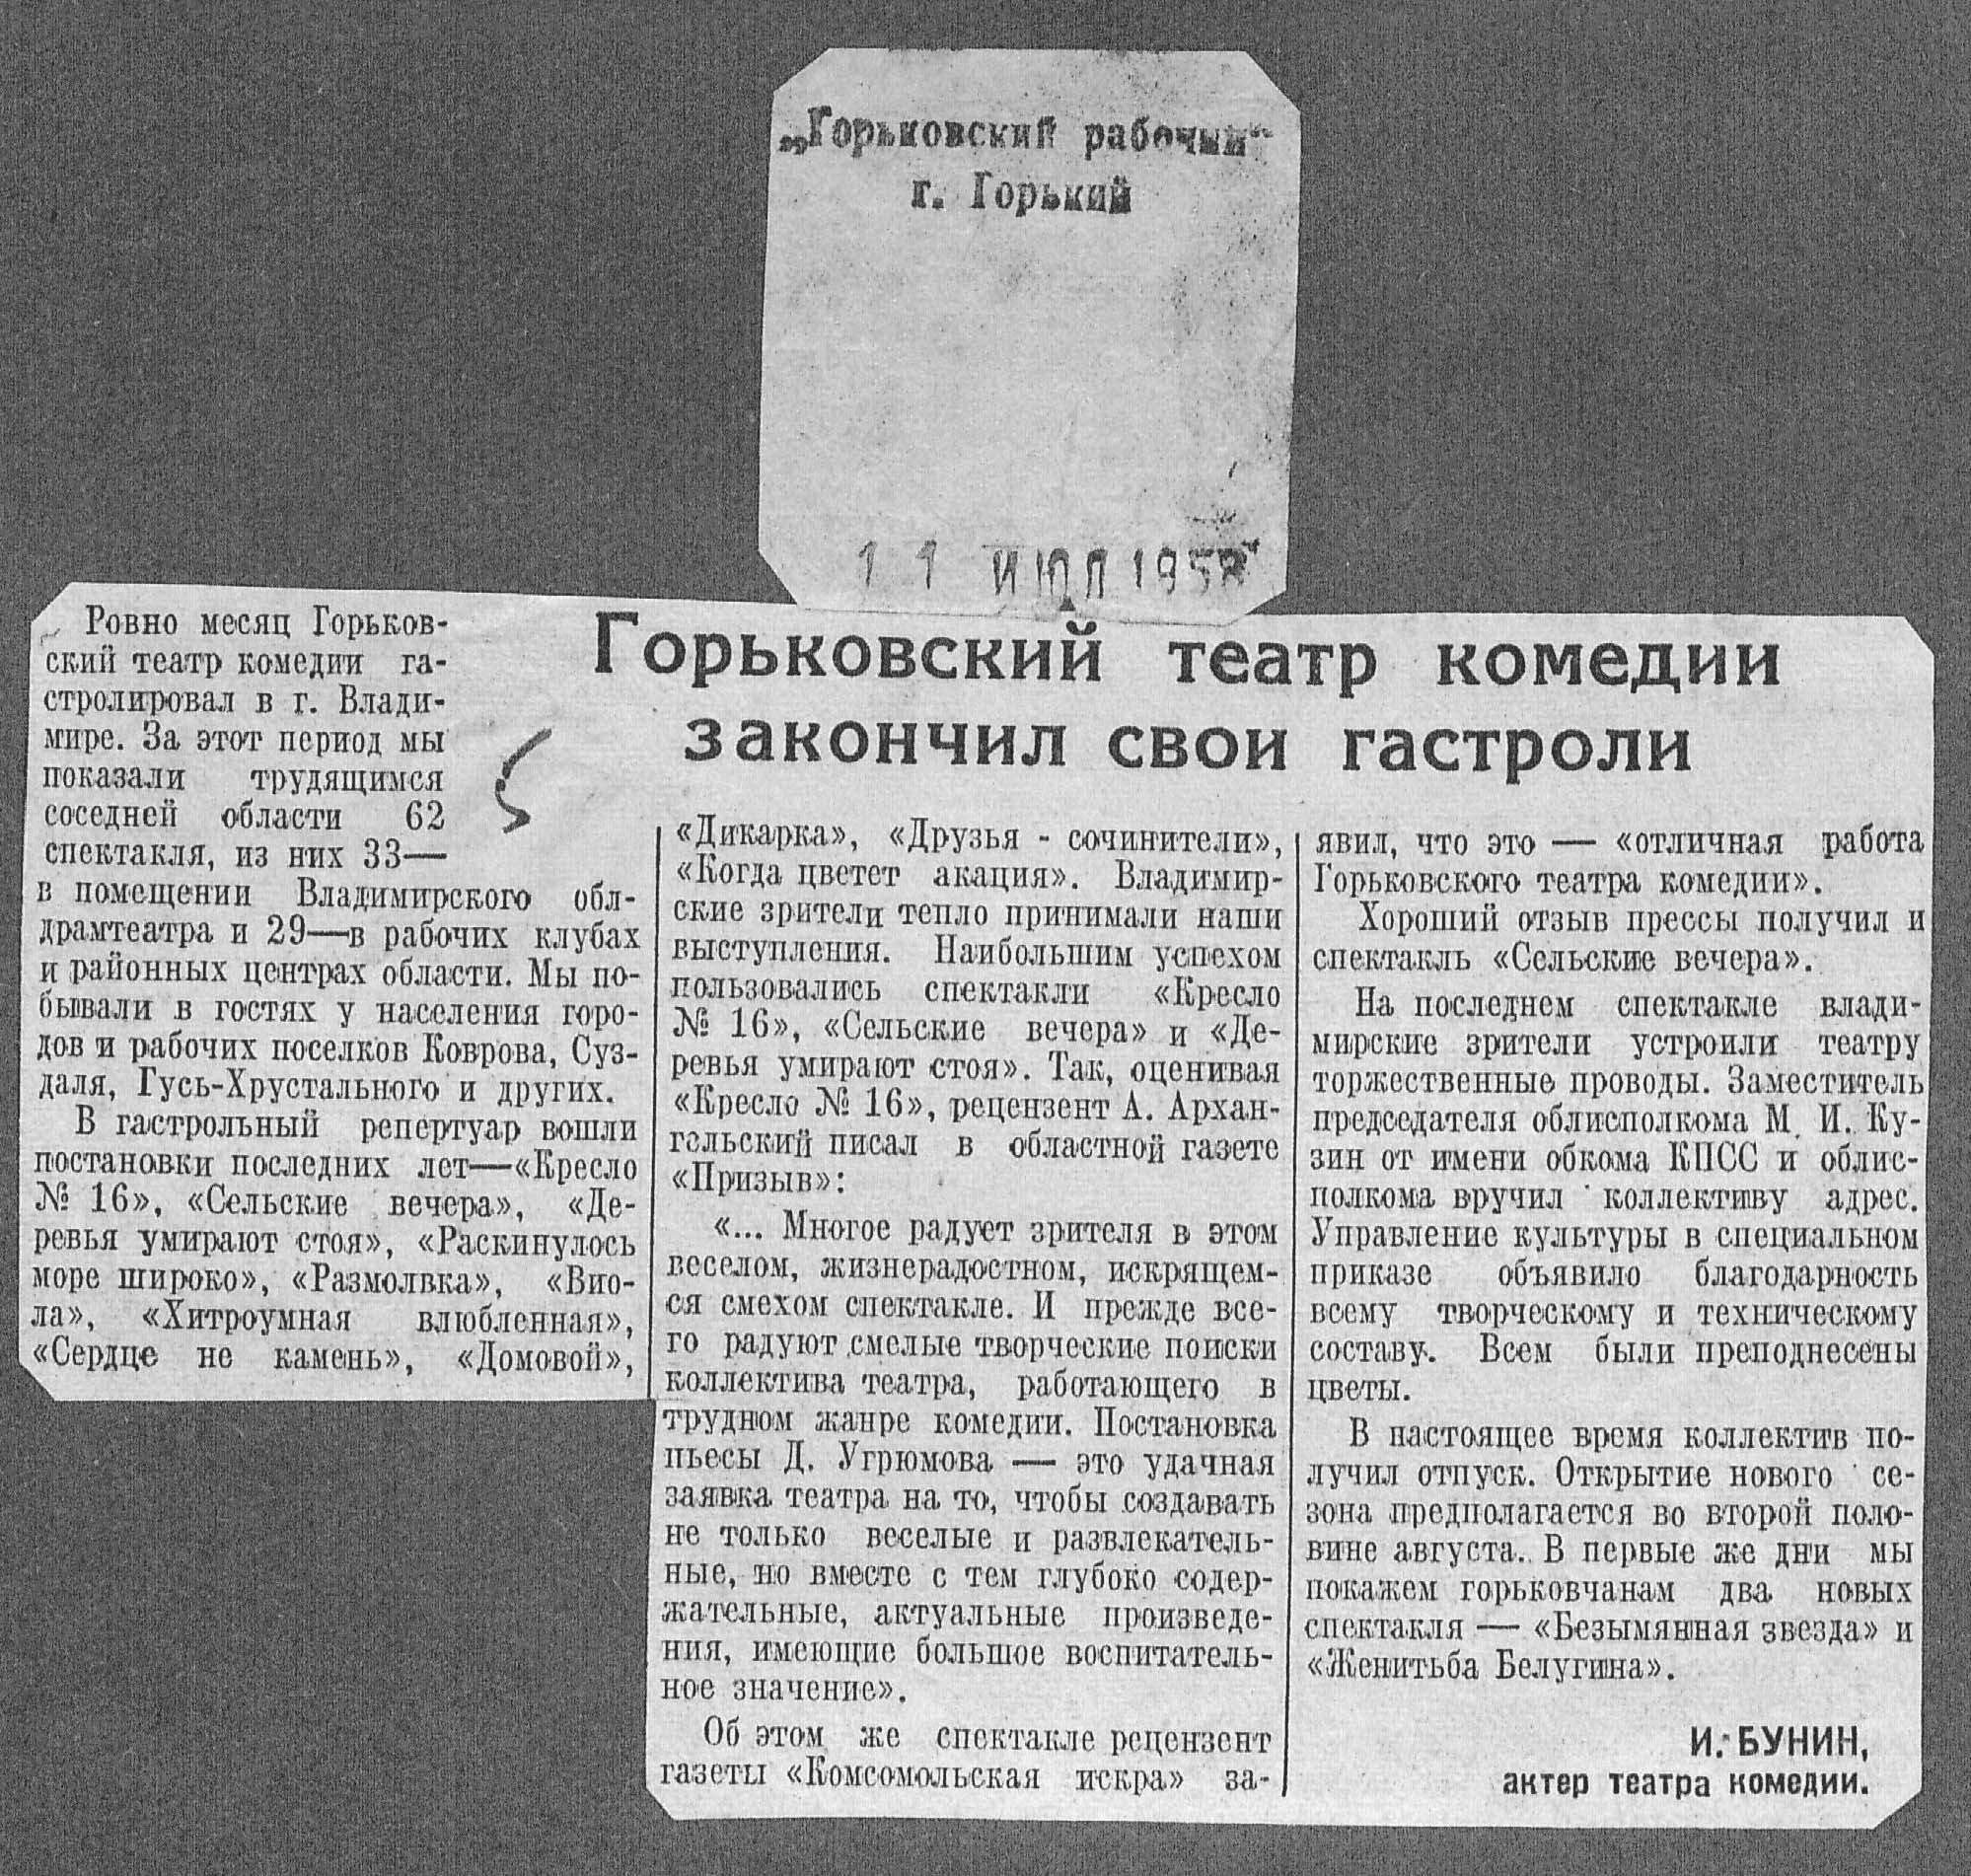 „Горьковский рабочий“
г. Горький
11 ИЮЛ 1958
Горьковский театр комедии
закончил свои гастроли
Ровно месяц Горьков-
ский театр комедии га-
стролировал в г. Влади-
мире. За этот период мы
показали трудящимся
соседней области 62
спектакля, из них 33—
в помещении Владимирского обл-
драмтеатра и 29—в рабочих клубах
и районных центрах области. Мы по-
бывали в гостях у населения горо-
дов и рабочих поселков Коврова, Суз-
даля, Гусь-Хрустального и других.
В гастрольный репертуар вошли
постановки последних лет—«Кресло
№ 16», «Сельские вечера», «Де-
ревья умирают стоя», «Раскинулось
море широко», «Размолвка», «Вио-
ла», «Хитроумная влюбленная»,
«Сердце не камень», «Домовой»,
«Дикарка», «Друзья - сочинители»,
«Когда цветет акация». Владимир-
ские зрители тепло принимали наши
выступления. Наибольшим успехом
пользовались спектакли «Кресло
№ 16», «Сельские вечера» и «Де-
ревья умирают стоя». Так, оценивая
«Кресло № 16», рецензент А. Архан-
гельский писал в областной газете
«Призыв»:
«... Многое радует зрителя в этом
веселом, жизнерадостном, искрящем-
ся смехом спектакле. И прежде все-
го радуют смелые творческие поиски
коллектива театра, работающего в
трудном жанре комедии. Постановка
пьесы Д. Угрюмова — это удачная
заявка театра на то, чтобы создавать
не только веселые и развлекатель-
ные, но вместе с тем глубоко содер-
жательные, актуальные произведе-
ния, имеющие большое воспитатель-
ное значение».
Об этом же спектакле рецензент
газеты «Комсомольская искра» за-
явил, что это — «отличная работа
Горьковского театра комедии».
Хороший отзыв прессы получил и
спектакль «Сельские вечера».
На последнем спектакле влади-
мирские зрители устроили театру
торжественные проводы. Заместитель
председателя облисполкома М. И. Ку-
зин от имени обкома КПСС и облис-
полкома вручил коллективу адрес.
Управление культуры в специальном
приказе объявило благодарность
всему творческому и техническому
составу. Всем были преподнесены
цветы.
В настоящее время коллектив по-
лучил отпуск. Открытие нового се-
зона предполагается во второй поло-
вине августа. В первые же дни мы
покажем горьковчанам два новых
спектакля — «Безымянная звезда» и
«Женитьба Белугина».
И. БУНИН,
актер театра комедии.